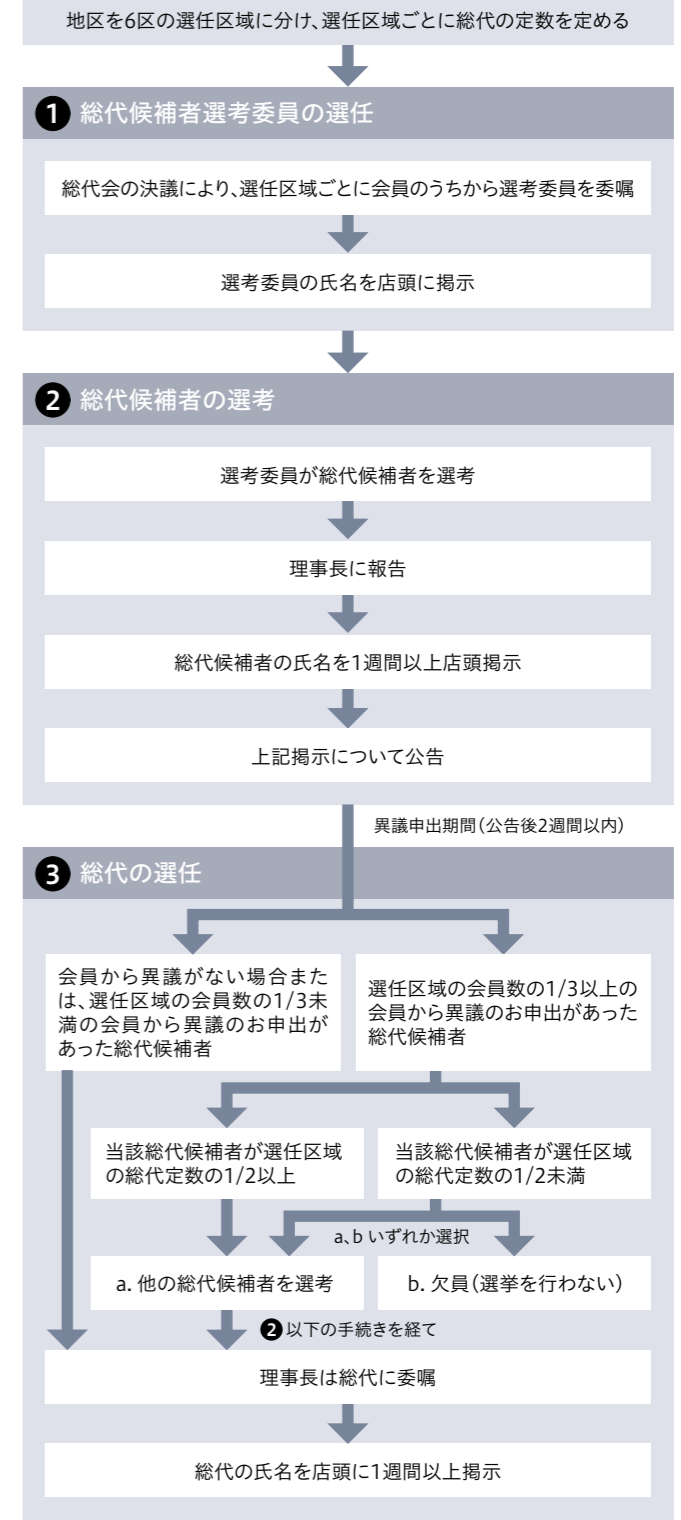 地区を6区の選任区域に分け、選任区域ごとに総代の定数を定める
❶ 総代候補者選考委員の選任
総代会の決議により、選任区域ごとに会員のうちから選考委員を委嘱
選考委員の氏名を店頭に掲示
❷ 総代候補者の選考
選考委員が総代候補者を選考
理事長に報告
総代候補者の氏名を1週間以上店頭掲示
上記掲示について公告
異議申出期間（公告後2週間以内）
❸ 総代の選任
会員から異議がない場合また
は、選任区域の会員数の1/3未
満の会員から異議のお申出が
あった総代候補者
選任区域の会員数の1/3以上の
会員から異議のお申出があった
総代候補者
当該総代候補者が選任区域
の総代定数の1/2以上
当該総代候補者が選任区域
の総代定数の1/2未満
a、b いずれか選択
a. 他の総代候補者を選考
b. 欠員（選挙を行わない）
❷以下の手続きを経て
理事長は総代に委嘱
総代の氏名を店頭に1週間以上掲示